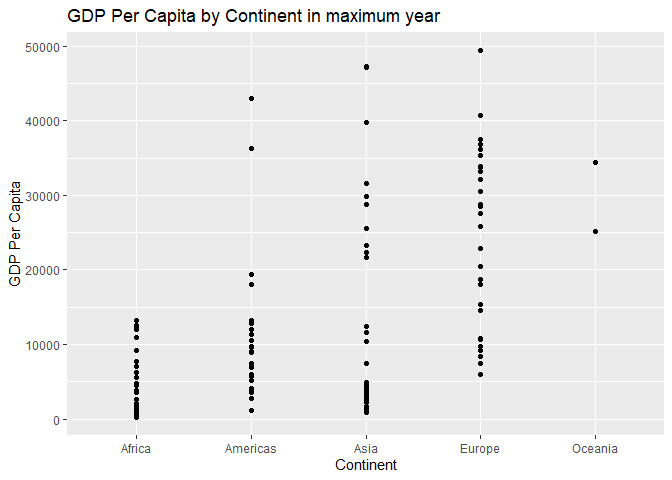 GDP Per Capita by Continent in maximum year
50000
40000
30000
20000
10000
0
GDP Per Capita
Africa Americas Asia Europe Oceania
Continent